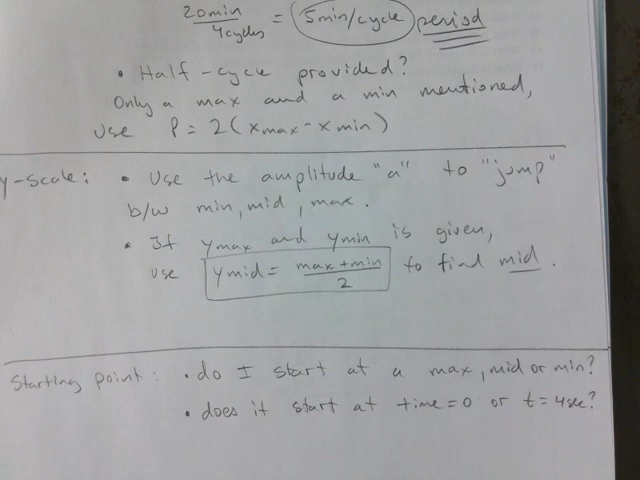 20min/4cycles = 5min/cycle period
• Half-cycle provided?
Only a max and a min mentioned,
use P = 2(xmax - xmin)
y-scale: • Use the amplitude "a" to "jump"
b/w min, mid, max.
• If ymax and ymin is given,
use ymid = max+min/2 to find mid.
Starting point: • do I start at a max, mid or min?
• does it start at time=0 or t=4sec?